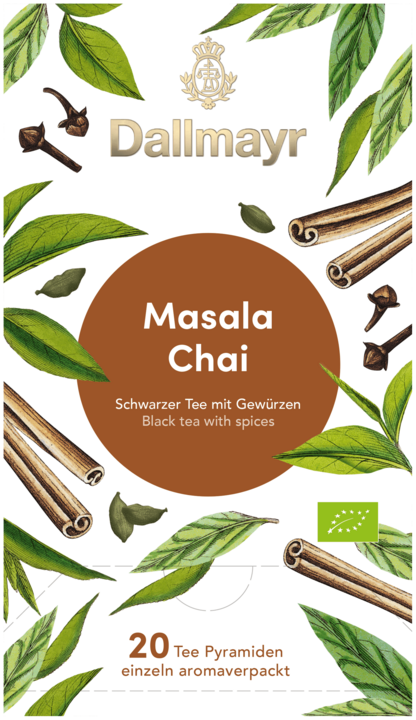 Dallmayr
Masala
Chai
Schwarzer Tee mit Gewürzen
Black tea with spices
20 Tee Pyramiden
einzeln aromaverpackt